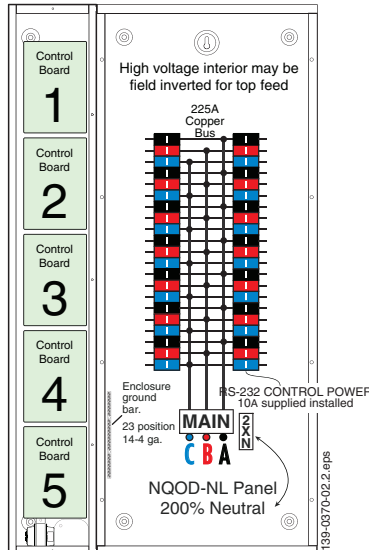 Control
Board
1
Control
Board
2
Control
Board
3
Control
Board
4
Control
Board
5
High voltage interior may be
field inverted for top feed
225A
Copper
Bus
Enclosure
ground
bar.
23 position
14-4 ga.
RS-232 CONTROL POWER
10A supplied installed
MAIN
2XN
C B A
NQOD-NL Panel
200% Neutral
139-0370-02.2.eps